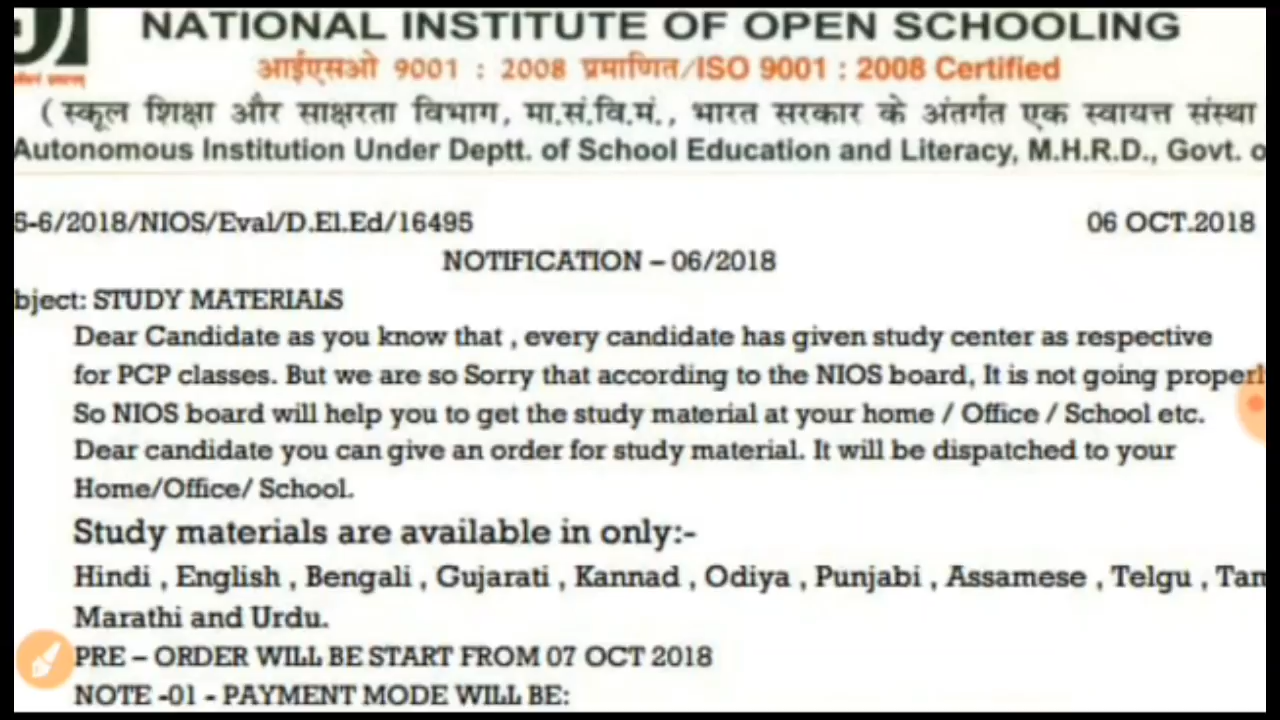 NATIONAL INSTITUTE OF OPEN SCHOOLING
आईएसओ 9001 : 2008 प्रमाणित/ISO 9001 : 2008 Certified
( स्कूल शिक्षा और साक्षरता विभाग, मा.सं.वि.मं., भारत सरकार के अंतर्गत एक स्वायत्त संस्था
Autonomous Institution Under Deptt. of School Education and Literacy, M.H.R.D., Govt. o
5-6/2018/NIOS/Eval/D.El.Ed/16495 06 OCT.2018
NOTIFICATION – 06/2018
bject: STUDY MATERIALS
Dear Candidate as you know that , every candidate has given study center as respective
for PCP classes. But we are so Sorry that according to the NIOS board, It is not going properl
So NIOS board will help you to get the study material at your home / Office / School etc.
Dear candidate you can give an order for study material. It will be dispatched to your
Home/Office/ School.
Study materials are available in only:-
Hindi , English , Bengali , Gujarati , Kannad , Odiya , Punjabi , Assamese , Telgu , Tam
Marathi and Urdu.
PRE – ORDER WILL BE START FROM 07 OCT 2018
NOTE -01 - PAYMENT MODE WILL BE: